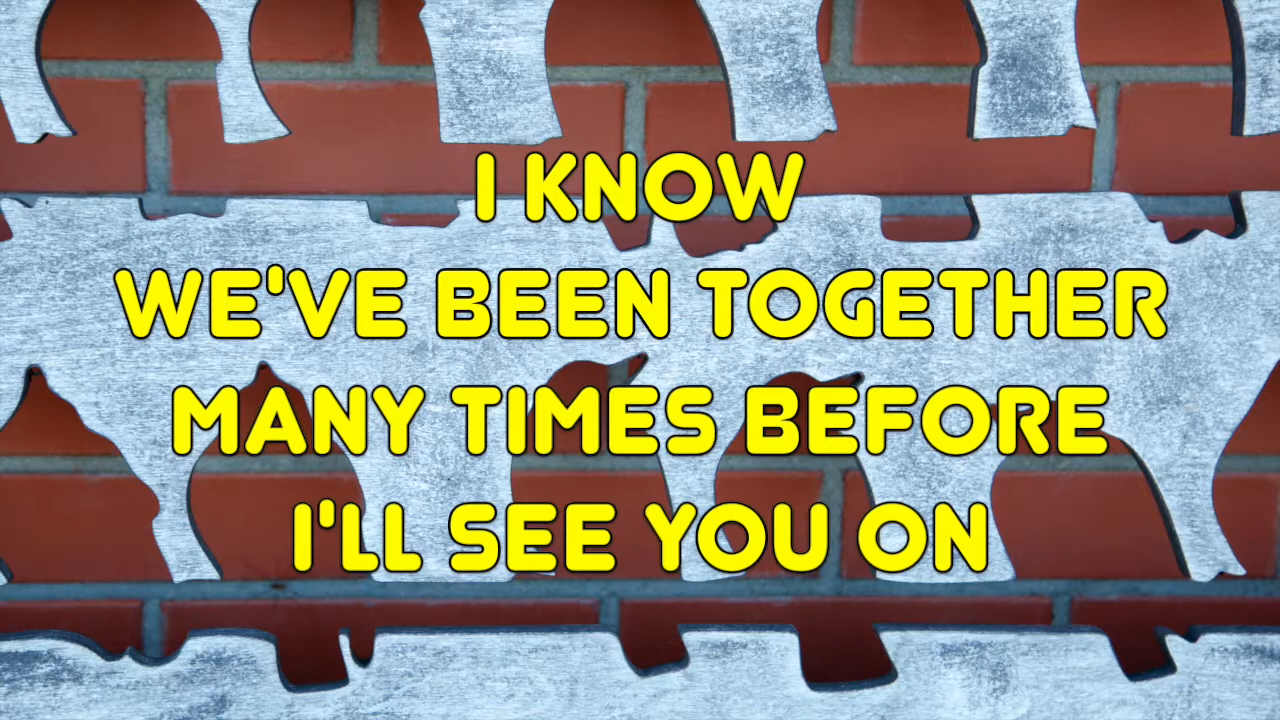 I KNOW
WE'VE BEEN TOGETHER
MANY TIMES BEFORE
I'LL SEE YOU ON